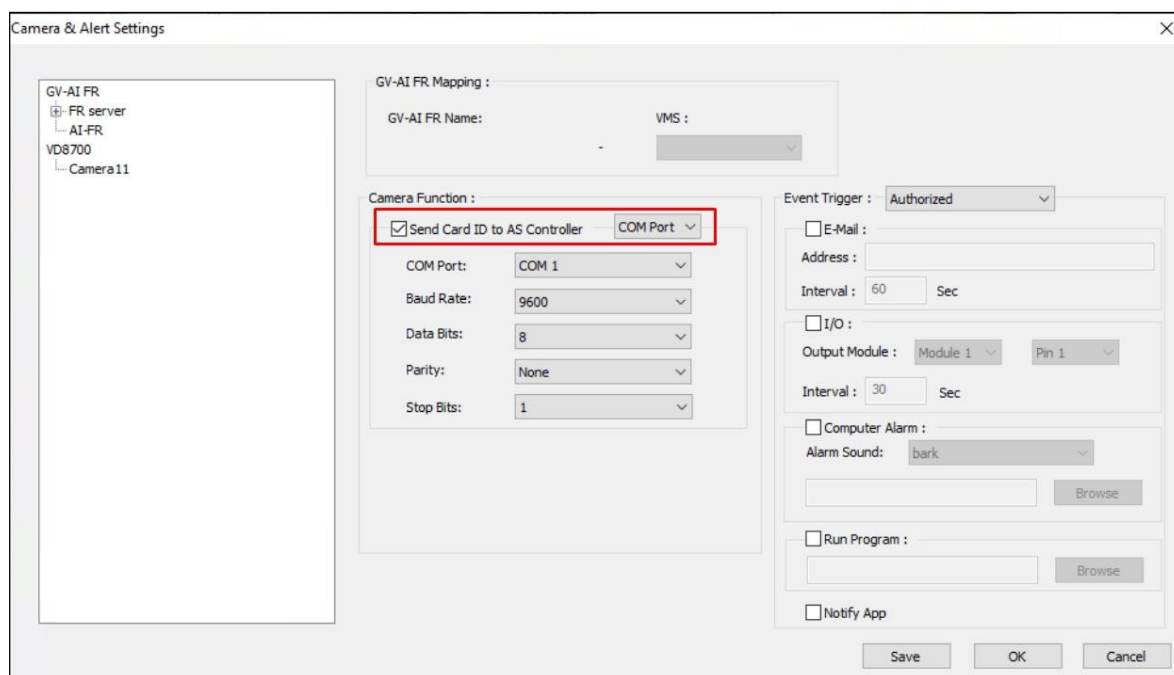 Camera & Alert Settings
GV-AI FR
FR server
AI-FR
VD8700
Camera11
GV-AI FR Mapping :
GV-AI FR Name:
VMS :
-
Camera Function :
Send Card ID to AS Controller COM Port
COM Port: COM 1
Baud Rate: 9600
Data Bits: 8
Parity: None
Stop Bits: 1
Event Trigger : Authorized
E-Mail :
Address :
Interval : 60 Sec
I/O :
Output Module : Module 1 Pin 1
Interval : 30 Sec
Computer Alarm :
Alarm Sound: bark
Browse
Run Program :
Browse
Notify App
Save OK Cancel